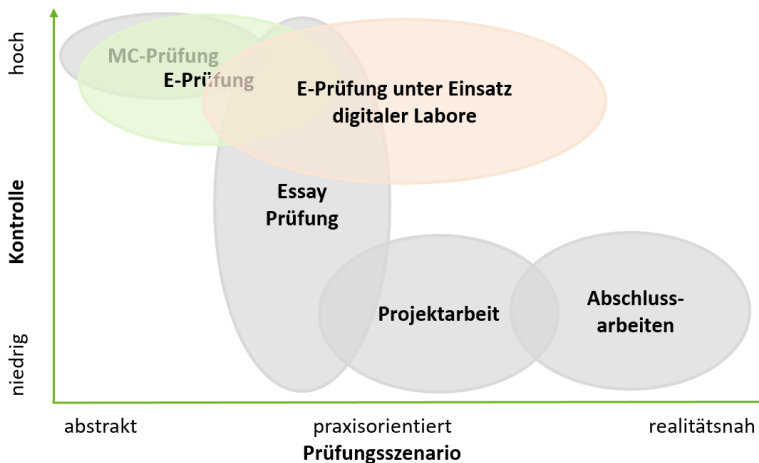 hoch
MC-Prüfung
E-Prüfung
E-Prüfung unter Einsatz
digitaler Labore
Kontrolle
Essay
Prüfung
Projektarbeit
Abschluss-
arbeiten
niedrig
abstrakt
praxisorientiert
realitätsnah
Prüfungsszenario